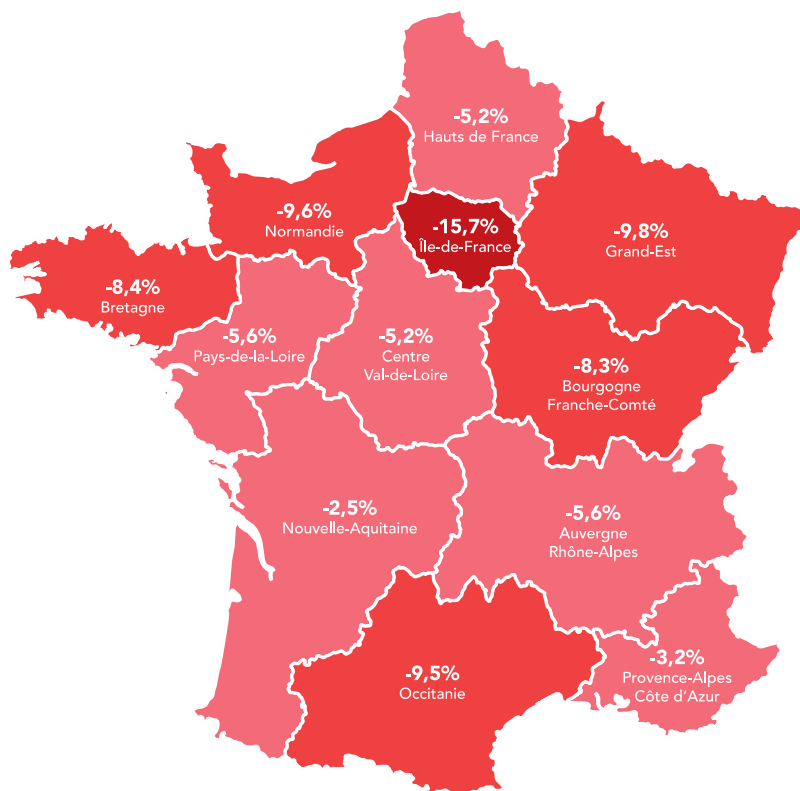 -5,2%
Hauts de France
-9,6%
Normandie
-15,7%
Île-de-France
-9,8%
Grand-Est
-8,4%
Bretagne
-5,6%
Pays-de-la-Loire
-5,2%
Centre
Val-de-Loire
-8,3%
Bourgogne
Franche-Comté
-2,5%
Nouvelle-Aquitaine
-5,6%
Auvergne
Rhône-Alpes
-9,5%
Occitanie
-3,2%
Provence-Alpes
Côte d'Azur